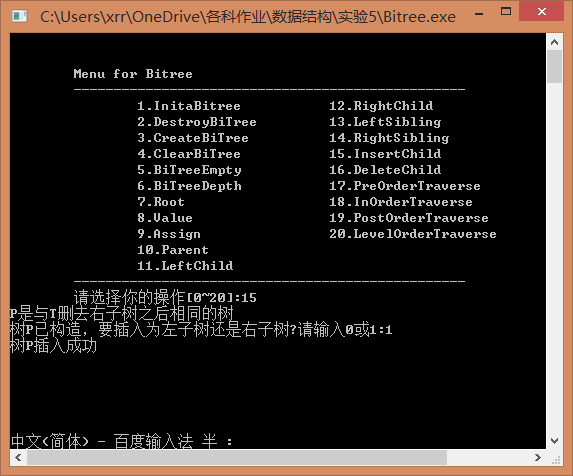 C:\Users\xrr\OneDrive\各科作业\数据结构\实验5\Bitree.exe
Menu for Bitree
-------------------------------------------------
1.InitaBitree 12.RightChild
2.DestroyBiTree 13.LeftSibling
3.CreateBiTree 14.RightSibling
4.ClearBiTree 15.InsertChild
5.BiTreeEmpty 16.DeleteChild
6.BiTreeDepth 17.PreOrderTraverse
7.Root 18.InOrderTraverse
8.Value 19.PostOrderTraverse
9.Assign 20.LevelOrderTraverse
10.Parent
11.LeftChild
-------------------------------------------------
请选择你的操作[0~20]:15
P是与T删去右子树之后相同的树
树P已构造，要插入为左子树还是右子树?请输入0或1:1
树P插入成功
中文(简体) - 百度输入法 半 :